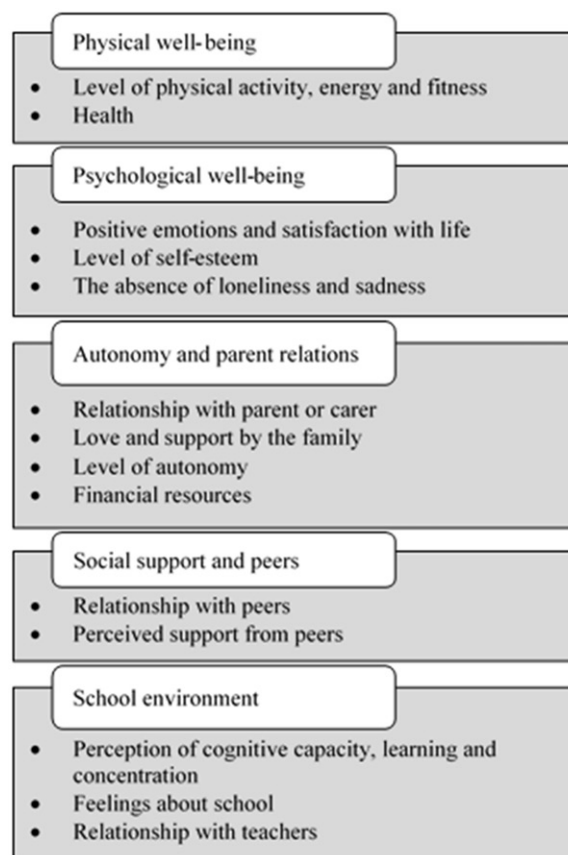 Physical well-being
• Level of physical activity, energy and fitness
• Health
Psychological well-being
• Positive emotions and satisfaction with life
• Level of self-esteem
• The absence of loneliness and sadness
Autonomy and parent relations
• Relationship with parent or carer
• Love and support by the family
• Level of autonomy
• Financial resources
Social support and peers
• Relationship with peers
• Perceived support from peers
School environment
• Perception of cognitive capacity, learning and
concentration
• Feelings about school
• Relationship with teachers